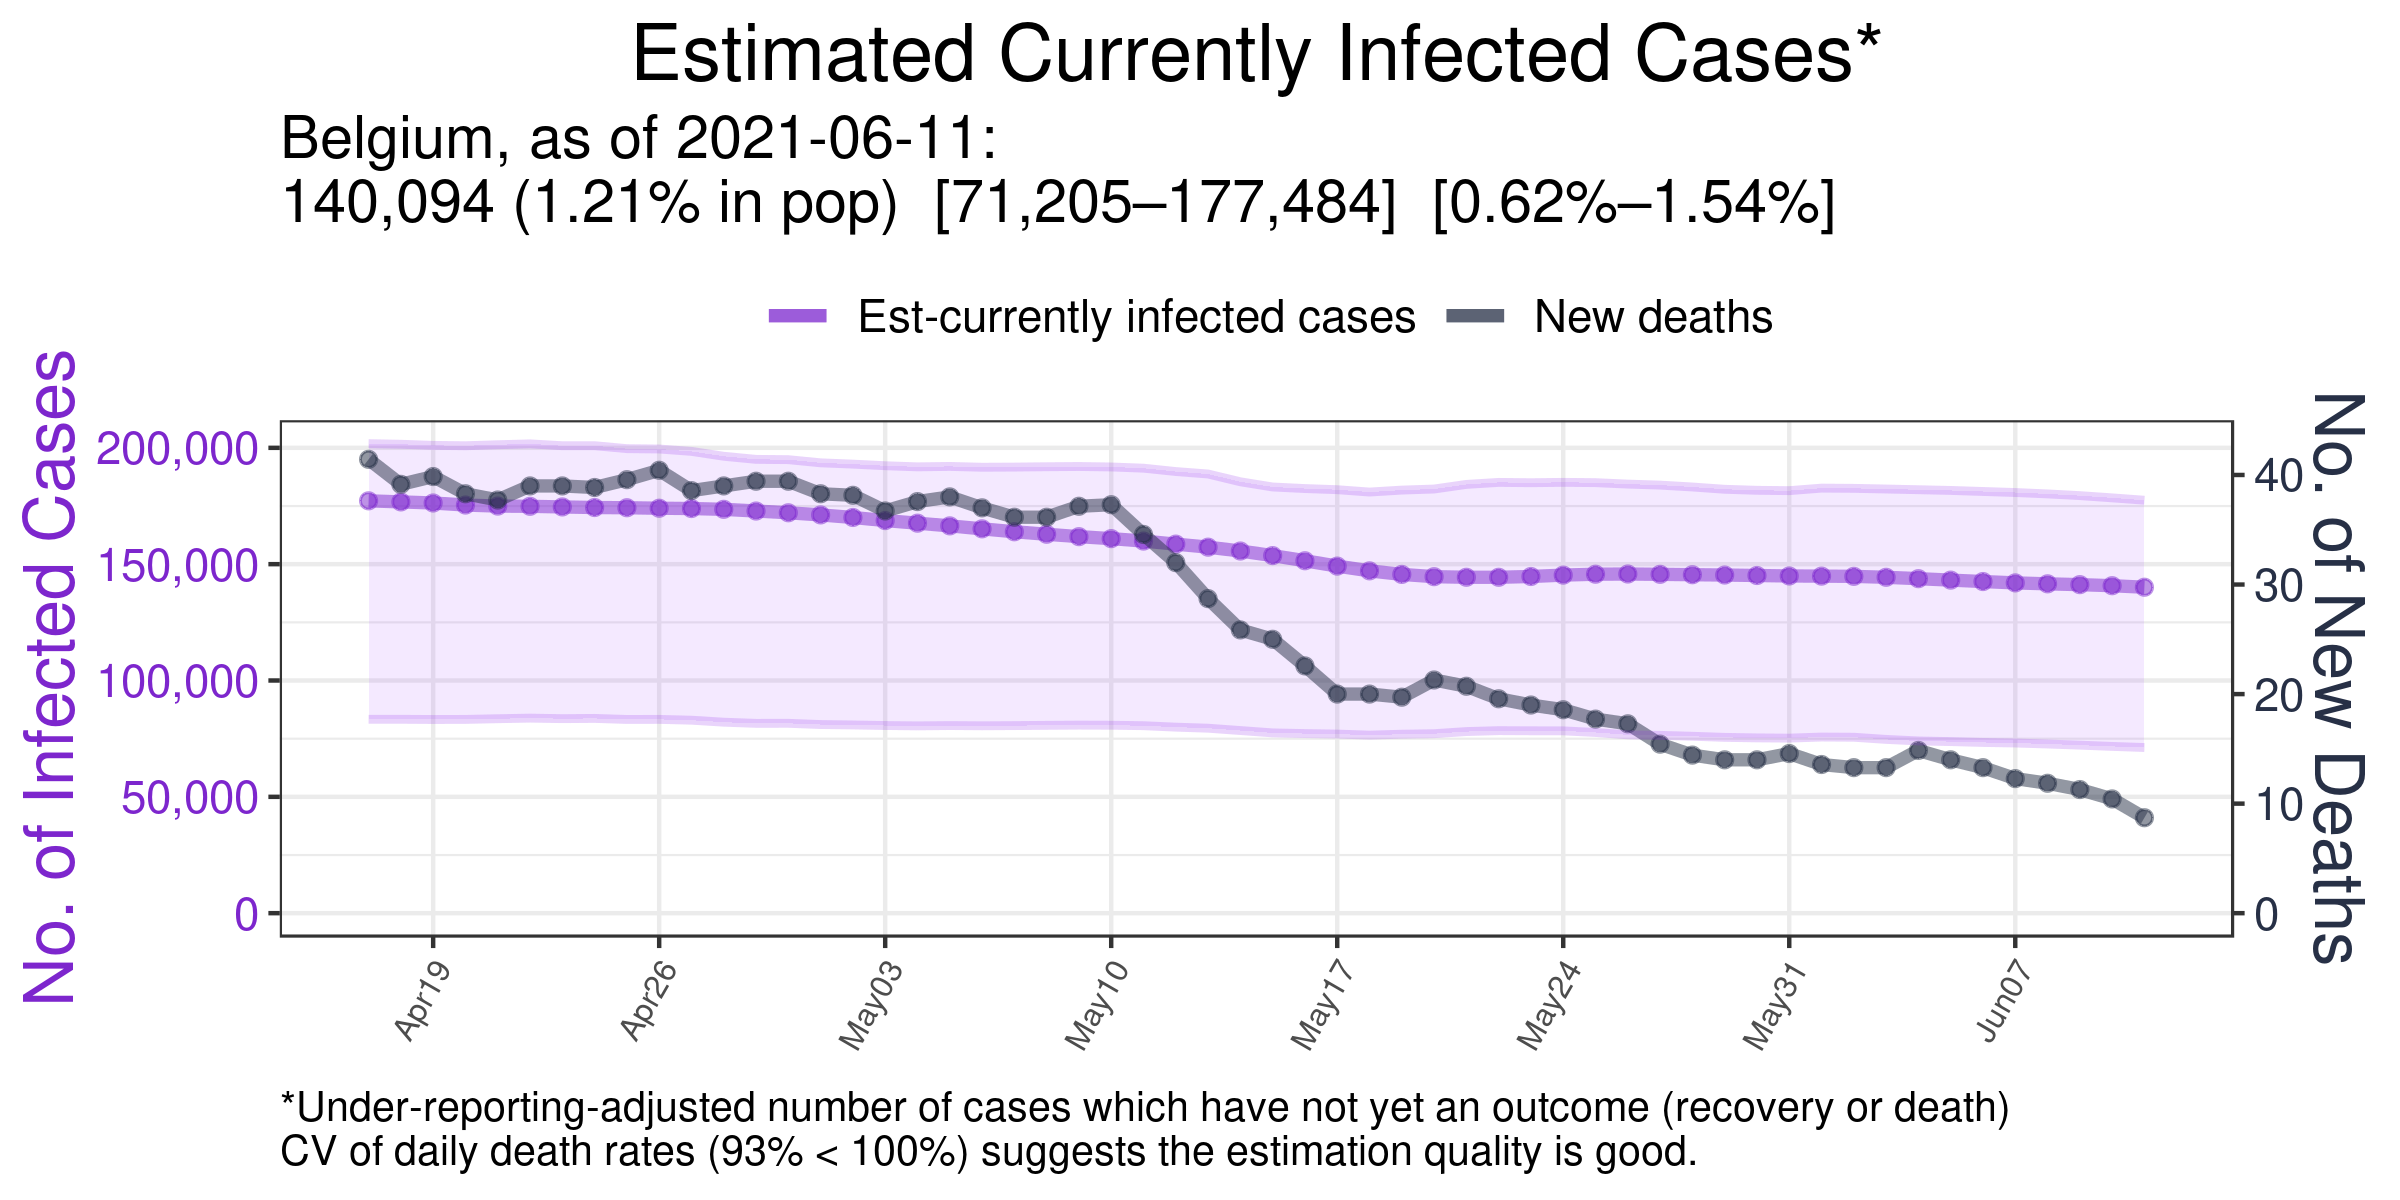 Estimated Currently Infected Cases*
Belgium, as of 2021-06-11:
140,094 (1.21% in pop) [71,205–177,484] [0.62%–1.54%]
Est-currently infected cases
New deaths
No. of Infected Cases
200,000
150,000
100,000
50,000
0
40
30
20
10
0
No. of New Deaths
Apr19
Apr26
May03
May10
May17
May24
May31
Jun07
*Under-reporting-adjusted number of cases which have not yet an outcome (recovery or death)
CV of daily death rates (93% < 100%) suggests the estimation quality is good.